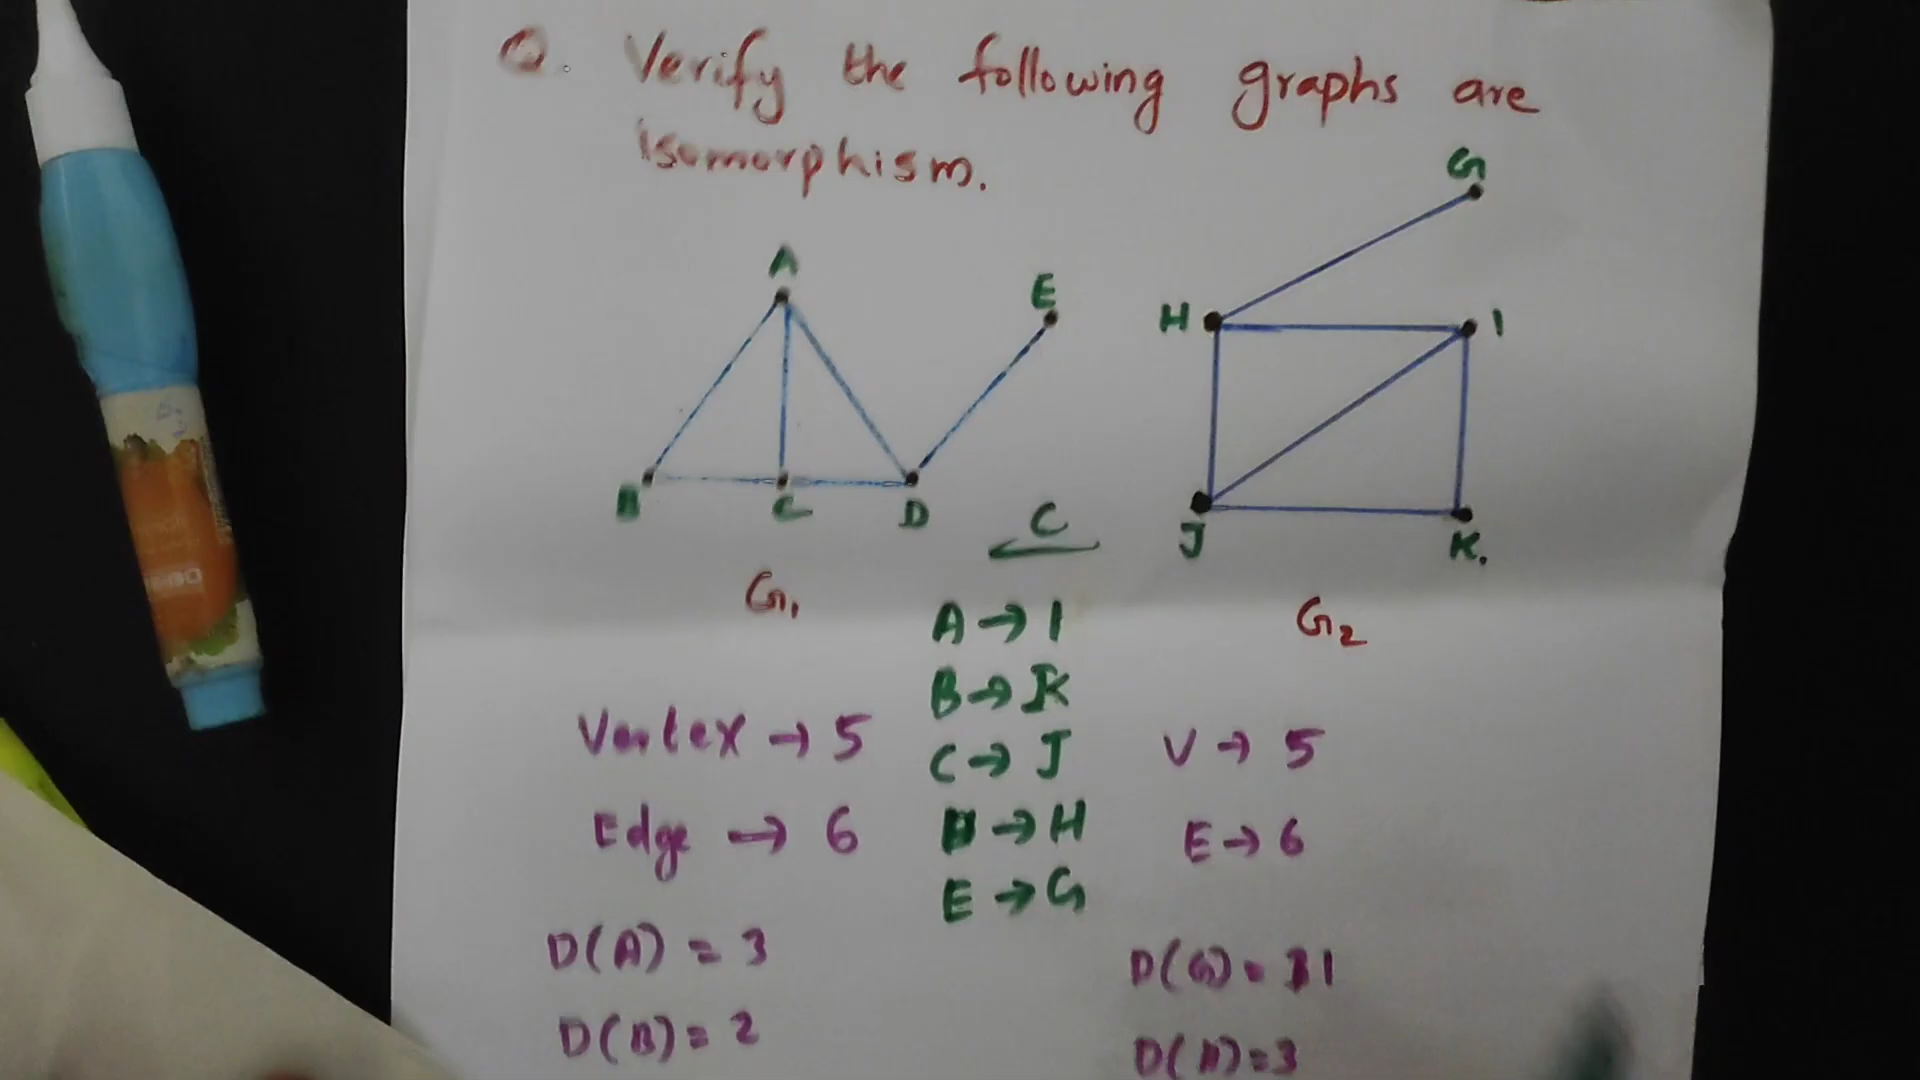 Q. Verify the following graphs are
isomorphism.
G
A
E
H
I
B
C
D
J
K.
C
G1
G2
A → I
B → K
C → J
D → H
E → G
Vertex → 5
Edge → 6
V → 5
E → 6
D(A) = 3
D(B) = 2
D(G) = 1
D(H) = 3